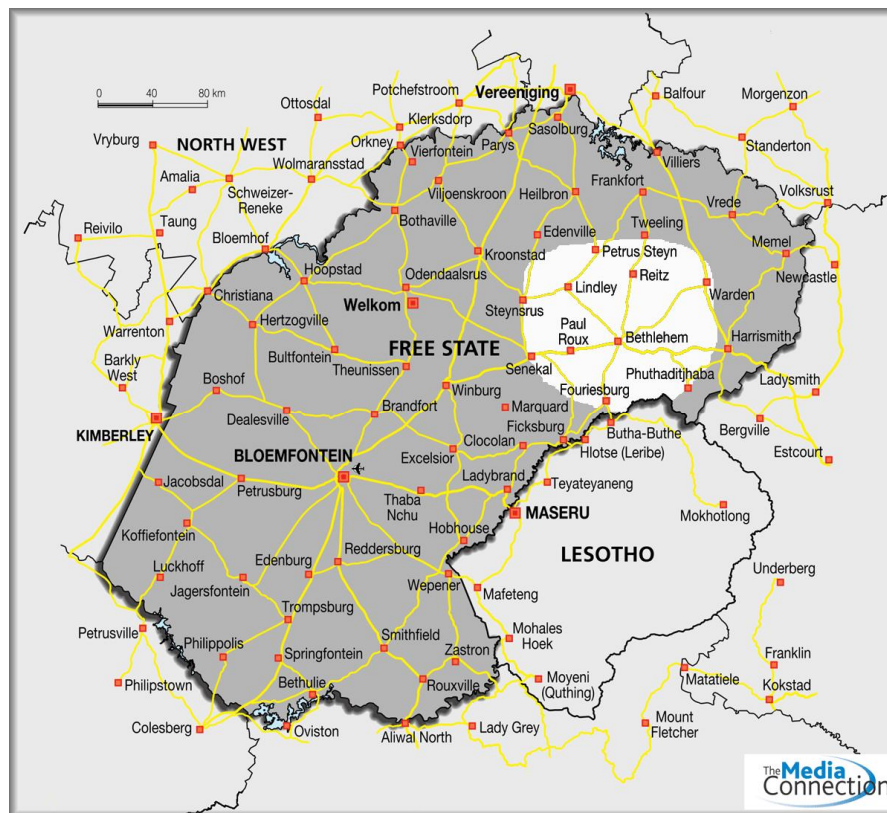 0 40 80 km
Potchefstroom
Vereeniging
Balfour
Morgenzon
Ottosdal
Klerksdorp
Sasolburg
Vryburg
NORTH WEST
Orkney
Vierfontein
Parys
Standerton
Villiers
Amalia
Wolmaransstad
Schweizer-
Reneke
Viljoenskroon
Heilbron
Frankfort
Vrede
Volksrust
Reivilo
Taung
Bloemhof
Bothaville
Edenville
Tweeling
Memel
Kroonstad
Petrus Steyn
Hoopstad
Odendaalsrus
Reitz
Newcastle
Christiana
Welkom
Lindley
Warden
Steynsrus
Warrenton
Hertzogville
Paul
Roux
Bethlehem
Harrismith
Barkly
West
Bultfontein
FREE STATE
Theunissen
Senekal
Phuthaditjhaba
Ladysmith
Boshof
Winburg
Fouriesburg
Dealesville
Brandfort
Marquard
KIMBERLEY
Ficksburg
Butha-Buthe
Bergville
Clocolan
Hlotse (Leribe)
BLOEMFONTEIN
Excelsior
Estcourt
Jacobsdal
Petrusburg
Ladybrand
Teyateyaneng
Thaba
Nchu
MASERU
Mokhotlong
Koffiefontein
Hobhouse
Edenburg
Reddersburg
LESOTHO
Luckhoff
Jagersfontein
Wepener
Mafeteng
Underberg
Trompsburg
Petrusville
Philippolis
Smithfield
Mohales
Hoek
Springfontein
Zastron
Franklin
Philipstown
Bethulie
Rouxville
Moyeni
(Quthing)
Matatiele
Kokstad
Colesberg
Oviston
Aliwal North
Lady Grey
Mount
Fletcher
The Media
Connection